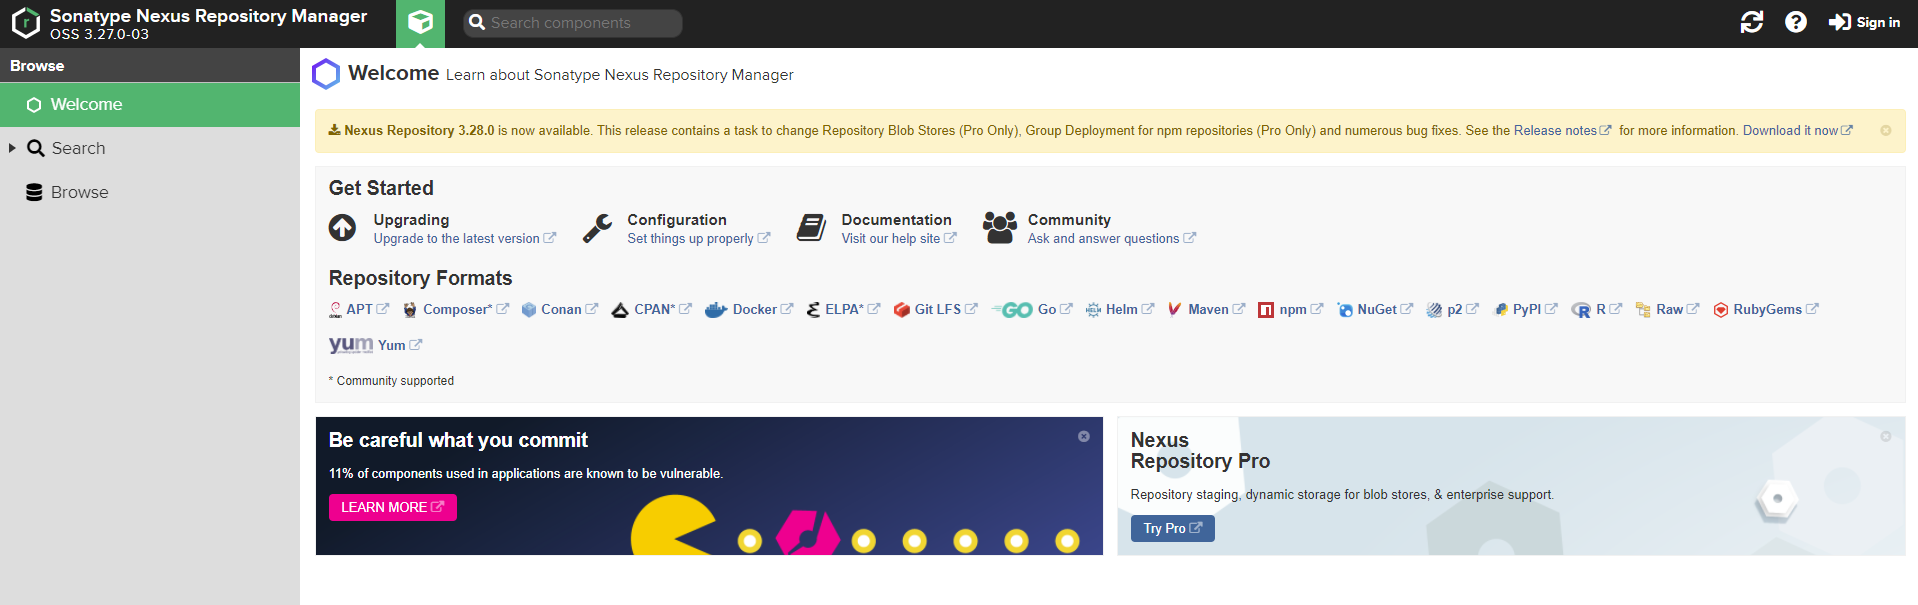 Sonatype Nexus Repository Manager
OSS 3.27.0-03
Search components
Sign in
Browse
Welcome
Search
Browse
Welcome Learn about Sonatype Nexus Repository Manager
Nexus Repository 3.28.0 is now available. This release contains a task to change Repository Blob Stores (Pro Only), Group Deployment for npm repositories (Pro Only) and numerous bug fixes. See the Release notes for more information. Download it now
Get Started
Upgrading
Upgrade to the latest version
Configuration
Set things up properly
Documentation
Visit our help site
Community
Ask and answer questions
Repository Formats
APT Composer* Conan CPAN* Docker ELPA* Git LFS Go Helm Maven npm NuGet p2 PyPI R Raw RubyGems
yum Yum
* Community supported
Be careful what you commit
11% of components used in applications are known to be vulnerable.
LEARN MORE
Nexus
Repository Pro
Repository staging, dynamic storage for blob stores, & enterprise support.
Try Pro